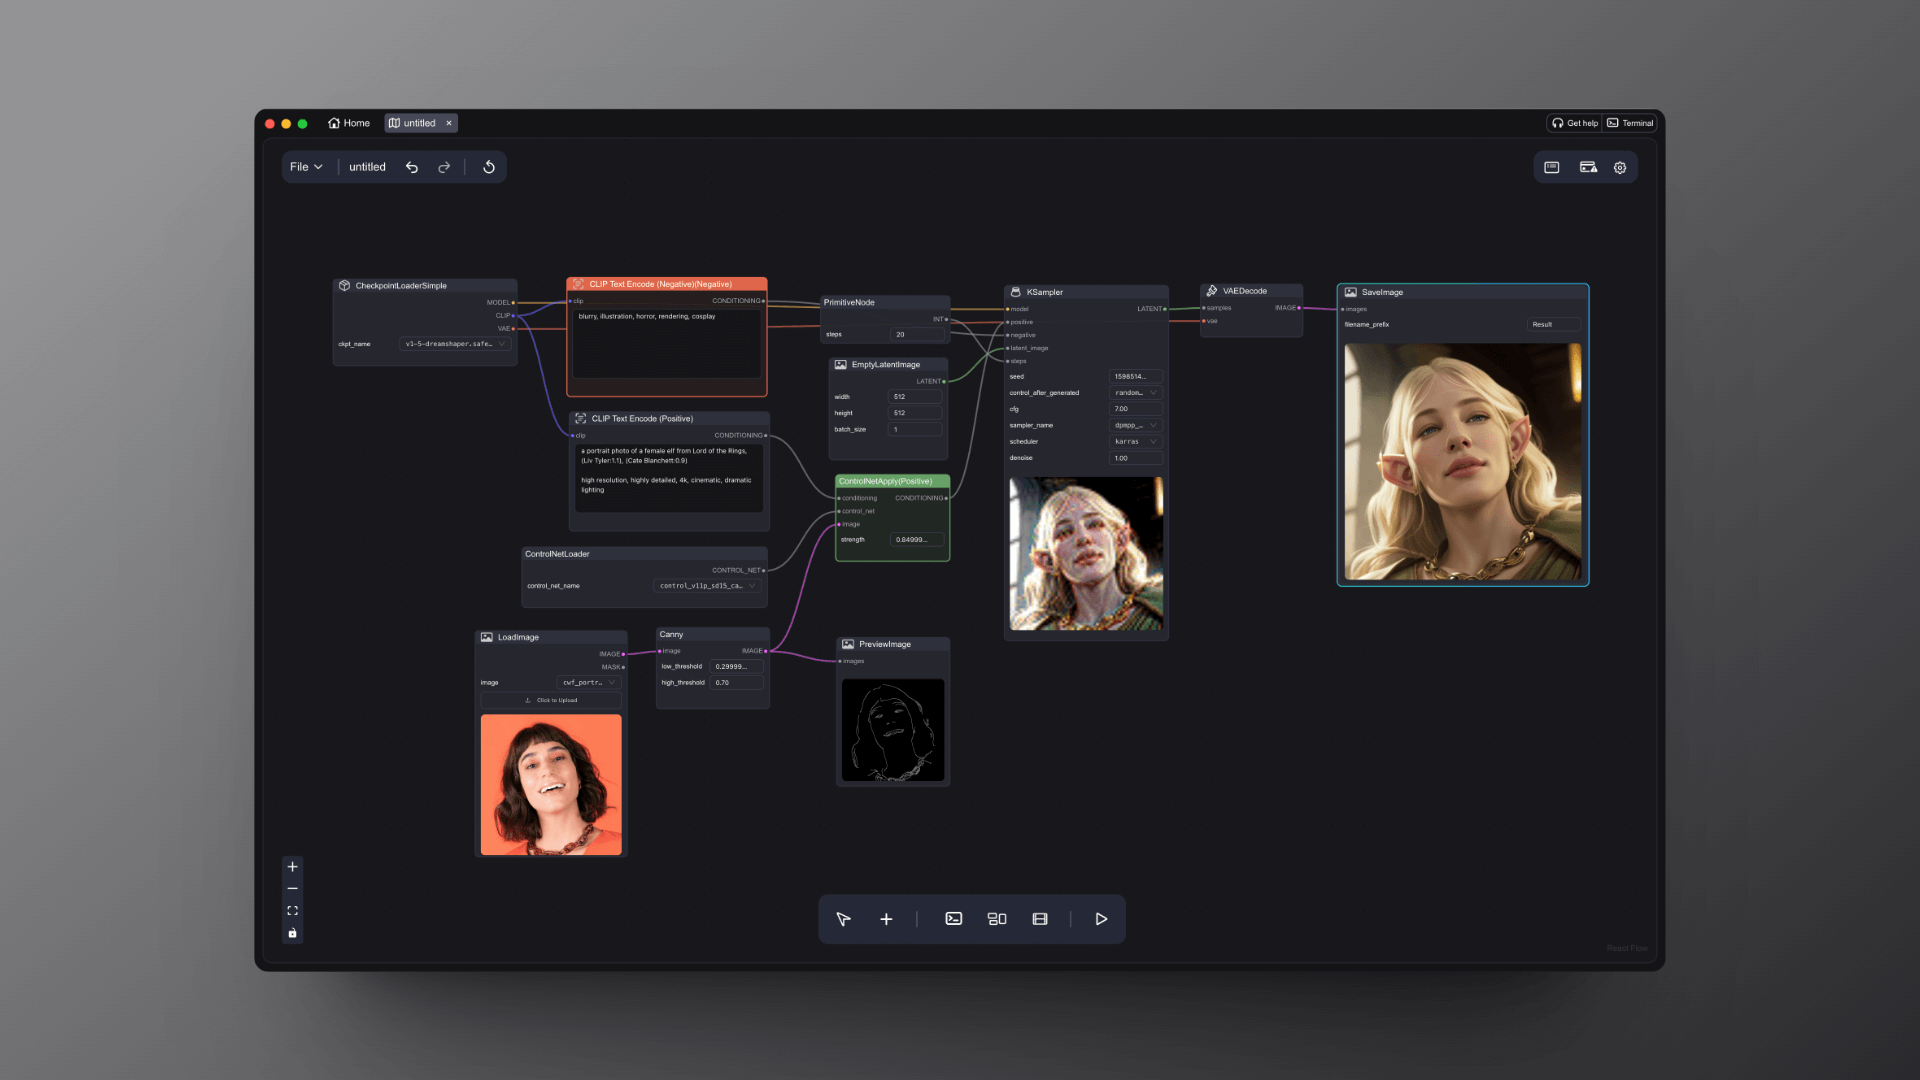 Home
untitled
×
Get help
Terminal
File
untitled
CheckpointLoaderSimple
MODEL
CLIP
VAE
ckpt_name
v1-5-dreamshaper.safe…
CLIP Text Encode (Negative)(Negative)
clip
CONDITIONING
blurry, illustration, horror, rendering, cosplay
CLIP Text Encode (Positive)
clip
CONDITIONING
a portrait photo of a female elf from Lord of the Rings,
(Liv Tyler:1.1), (Cate Blanchett:0.9)
high resolution, highly detailed, 4k, cinematic, dramatic
lighting
ControlNetLoader
CONTROL_NET
control_net_name
control_v11p_sd15_ca…
LoadImage
IMAGE
MASK
image
cwf_portr…
Click to Upload
Canny
image
IMAGE
low_threshold
0.29999…
high_threshold
0.70
PrimitiveNode
INT
steps
20
EmptyLatentImage
LATENT
width
512
height
512
batch_size
1
ControlNetApply(Positive)
conditioning
CONDITIONING
control_net
image
strength
0.84999…
PreviewImage
images
KSampler
model
LATENT
positive
negative
latent_image
steps
seed
1598514…
control_after_generated
random…
cfg
7.00
sampler_name
dpmpp_…
scheduler
karras
denoise
1.00
VAEDecode
samples
IMAGE
vae
SaveImage
images
filename_prefix
Result
React Flow